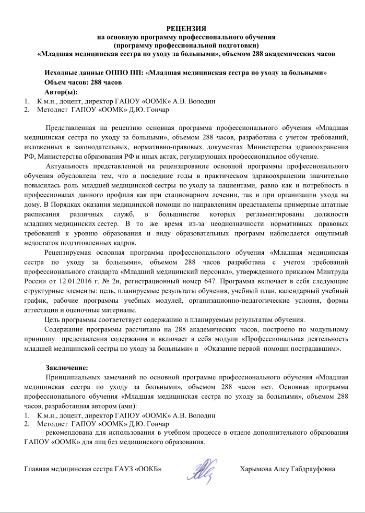 РЕЦЕНЗИЯ
на основную программу профессионального обучения
(программу профессиональной подготовки)
«Младшая медицинская сестра по уходу за больными», объемом 288 академических часов
Исходные данные ОППО ПП: «Младшая медицинская сестра по уходу за больными»
Объем часов: 288 часов
Автор(ы):
1. К.м.н., доцент, директор ГАПОУ «ООМК» А.В. Володин
2. Методист ГАПОУ «ООМК» Д.Ю. Гончар
Представленная на рецензию основная программа профессионального обучения «Младшая
медицинская сестра по уходу за больными», объемом 288 часов, разработана с учетом требований,
изложенных в законодательных, нормативно-правовых документах Министерства здравоохранения
РФ, Министерства образования РФ и иных актах, регулирующих профессиональное обучение.
Актуальность представленной на рецензирование основной программы профессионального
обучения обусловлена тем, что в последние годы в практическом здравоохранении значительно
повысилась роль младшей медицинской сестры по уходу за пациентами, равно как и потребность в
профессионалах данного профиля как при стационарном лечении, так и при организации ухода на
дому. В Порядках оказания медицинской помощи по направлениям представлены примерные штатные
расписания различных служб, в большинстве которых регламентированы должности
младших медицинских сестер. В то же время из-за неоднозначности нормативных правовых
требований к уровню образования и виду образовательных программ наблюдается ощутимый
недостаток подготовленных кадров.
Рецензируемая основная программа профессионального обучения «Младшая медицинская
сестра по уходу за больными», объемом 288 часов разработана с учетом требований
профессионального стандарта «Младший медицинский персонал», утвержденного приказом Минтруда
России от 12.01.2016 г. № 2н, регистрационный номер 647. Программа включает в себя следующие
структурные элементы: цель, планируемые результаты обучения, учебный план, календарный учебный
график, рабочие программы учебных модулей, организационно-педагогические условия, формы
аттестации и оценочные материалы.
Цель программы соответствует содержанию и планируемым результатам обучения.
Содержание программы рассчитано на 288 академических часов, построено по модульному
принципу представления содержания и включает в себя модули «Профессиональная деятельность
младшей медицинской сестры по уходу за больными» и «Оказание первой помощи пострадавшим».
Заключение:
Принципиальных замечаний по основной программе профессионального обучения «Младшая
медицинская сестра по уходу за больными», объемом 288 часов нет. Основная программа
профессионального обучения «Младшая медицинская сестра по уходу за больными», объемом 288
часов, разработанная автором (ами):
1. К.м.н., доцент, директор ГАПОУ «ООМК» А.В. Володин
2. Методист ГАПОУ «ООМК» Д.Ю. Гончар
рекомендована для использования в учебном процессе в отделе дополнительного образования
ГАПОУ «ООМК» для лиц без медицинского образования.
Главная медицинская сестра ГАУЗ «ООКБ» Харымова Алсу Габдрауфовна